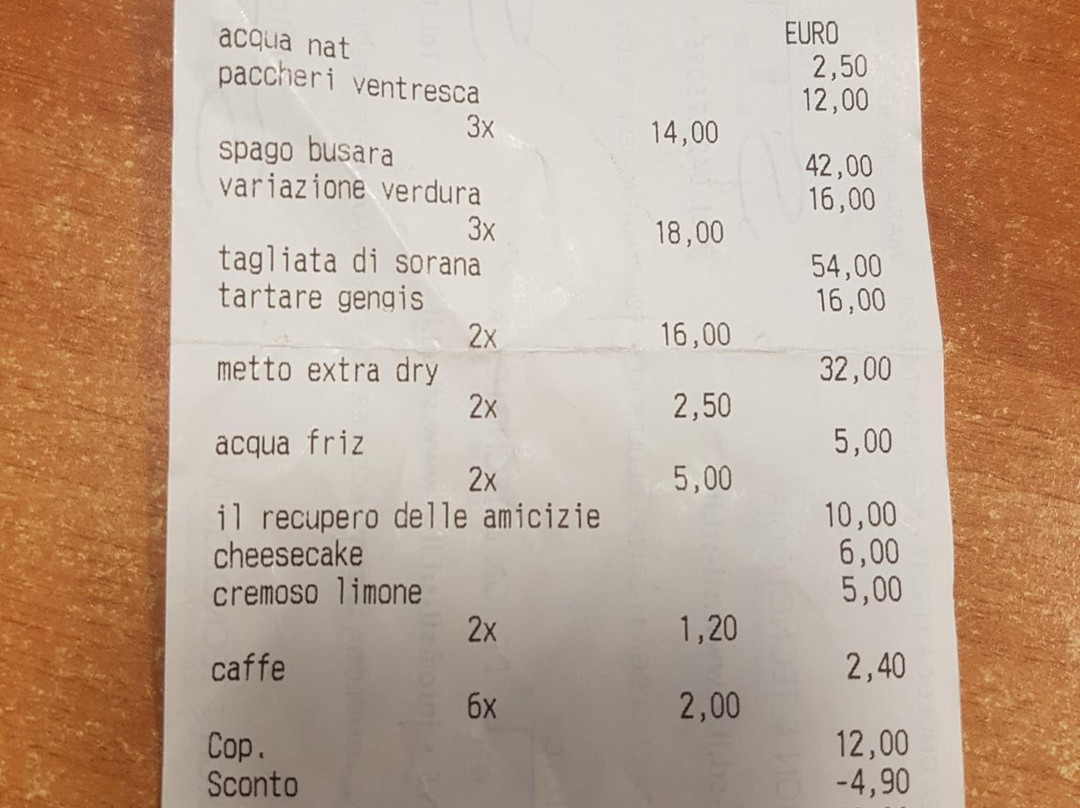 EURO
acqua nat 2,50
paccheri ventresca 12,00
3x 14,00
spago busara 42,00
variazione verdura 16,00
3x 18,00
tagliata di sorana 54,00
tartare gengis 16,00
2x 16,00
metto extra dry 32,00
2x 2,50
acqua friz 5,00
2x 5,00
il recupero delle amicizie 10,00
cheesecake 6,00
cremoso limone 5,00
2x 1,20
caffe 2,40
6x 2,00
Cop. 12,00
Sconto -4,90